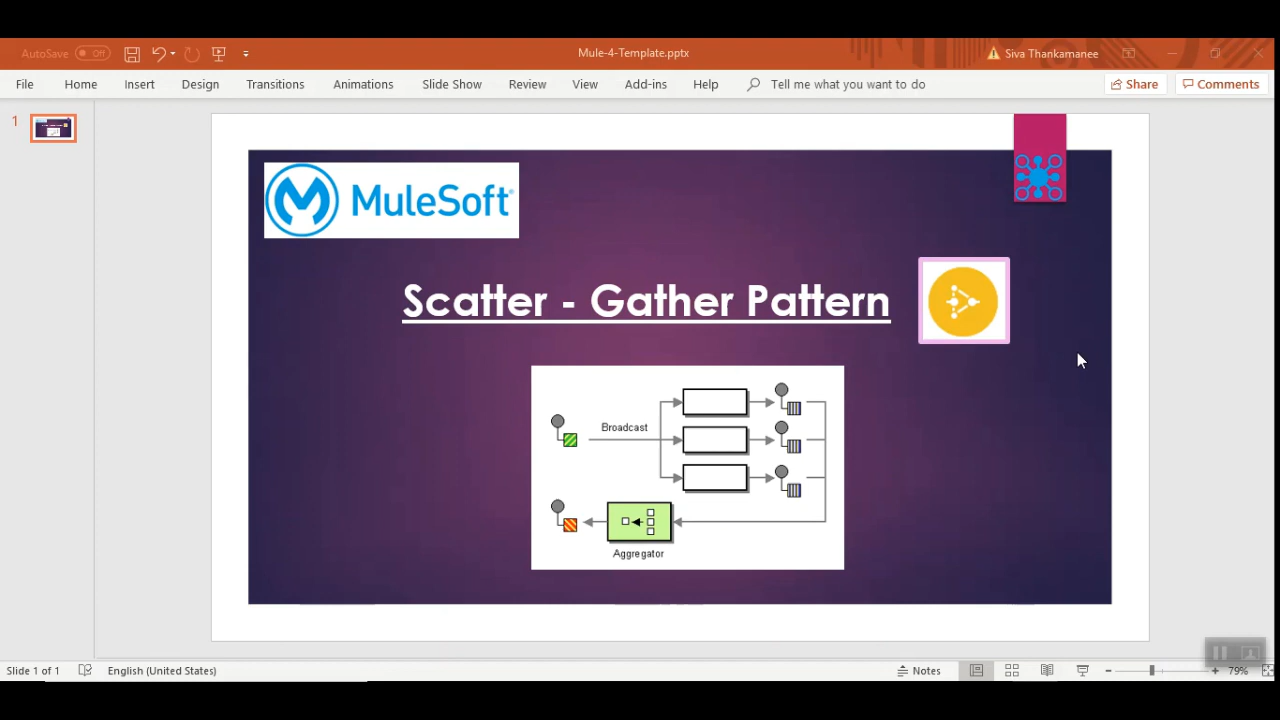 AutoSave Off
Mule-4-Template.pptx
Siva Thankamanee
File Home Insert Design Transitions Animations Slide Show Review View Add-ins Help Tell me what you want to do Share Comments
1
MuleSoft
Scatter - Gather Pattern
Broadcast
Aggregator
Slide 1 of 1 English (United States) Notes 79%